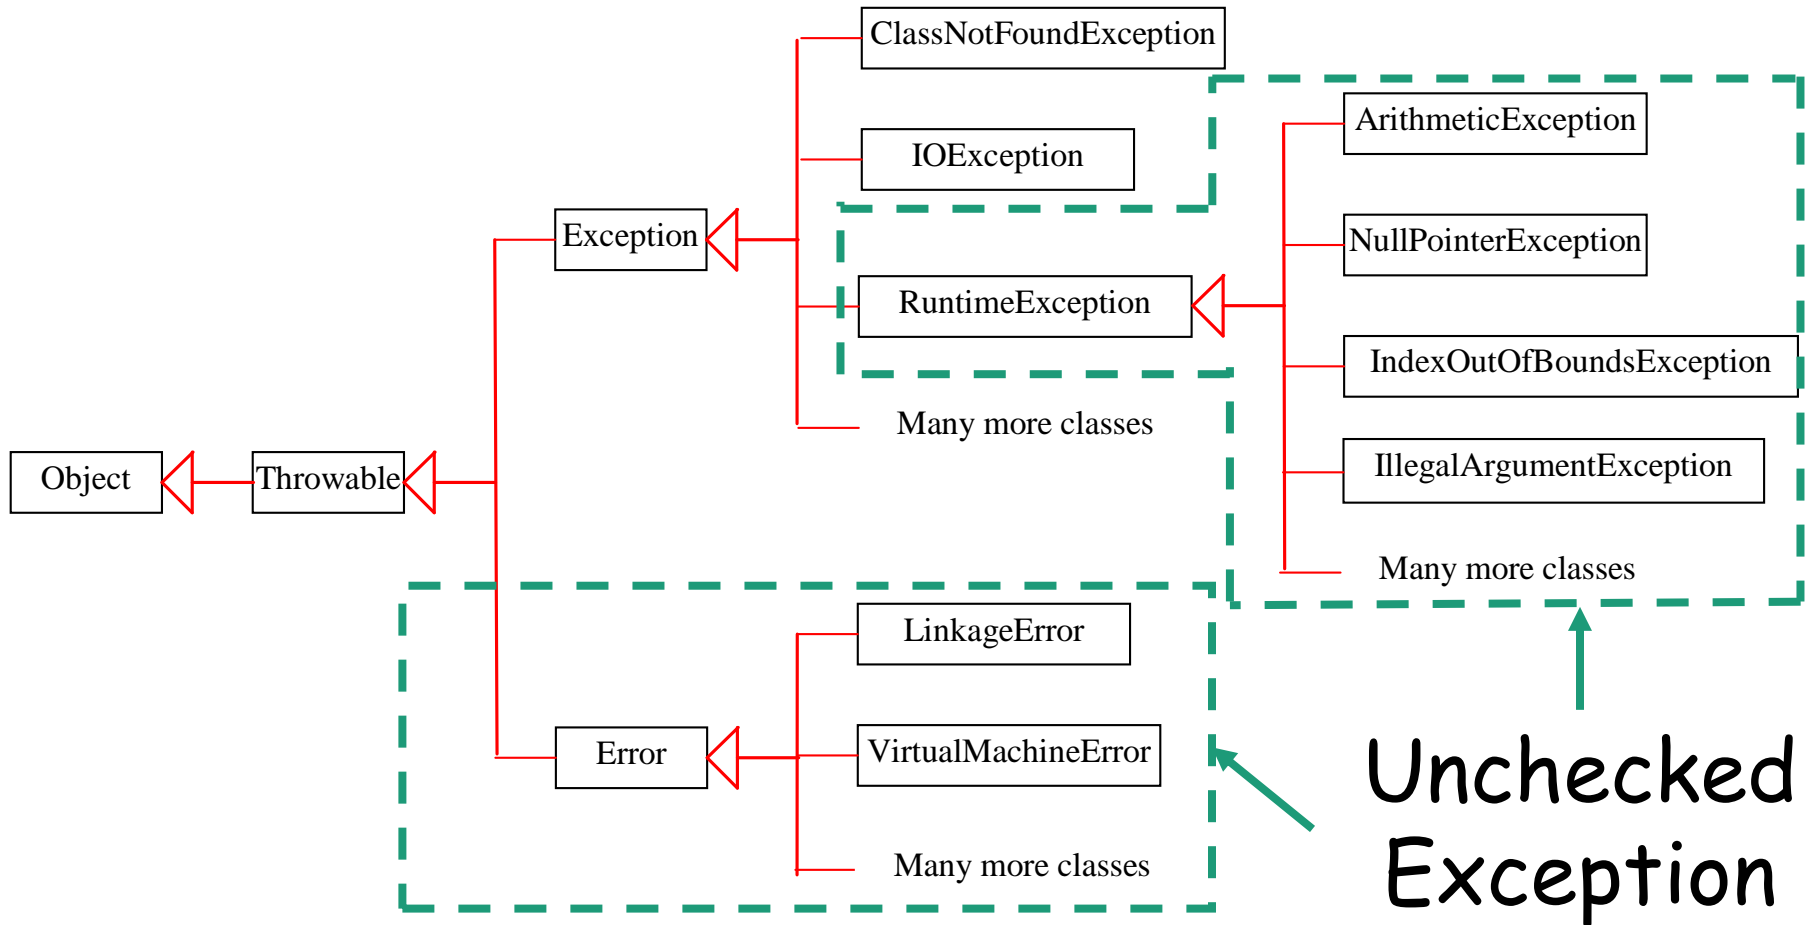 ClassNotFoundException
ArithmeticException
IOException
NullPointerException
Exception
RuntimeException
IndexOutOfBoundsException
Many more classes
Object
Throwable
IllegalArgumentException
Many more classes
LinkageError
Error
VirtualMachineError
Many more classes
Unchecked
Exception